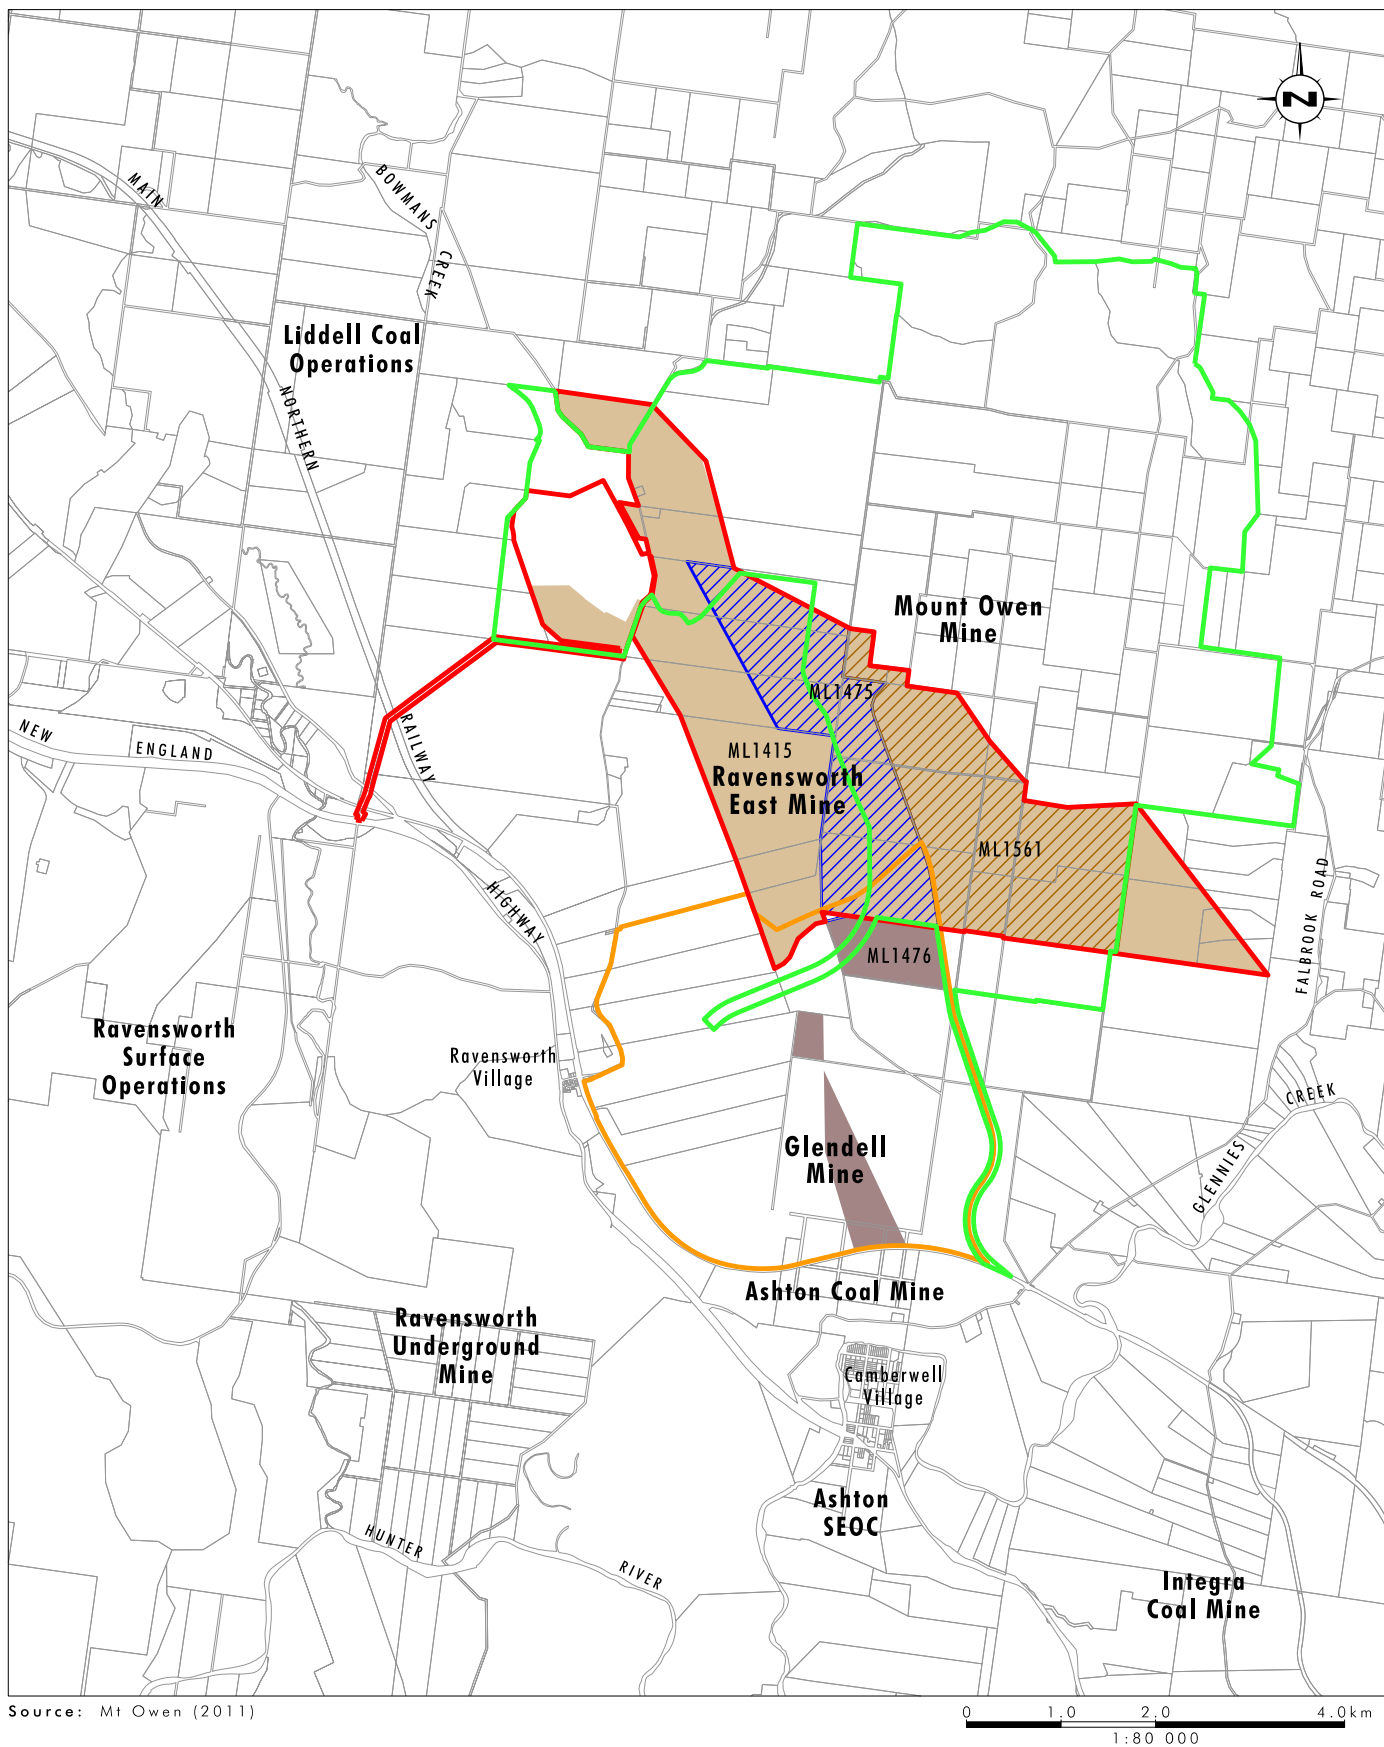 N
MAIN
BOWMANS
CREEK
Liddell Coal
Operations
NORTHERN
Mount Owen
Mine
ML1475
NEW
ENGLAND
RAILWAY
ML1415
Ravensworth
East Mine
ML1561
HIGHWAY
FALBROOK ROAD
ML1476
Ravensworth
Surface
Operations
Ravensworth
Village
CREEK
GLENNIES
Glendell
Mine
Ashton Coal Mine
Ravensworth
Underground
Mine
Camberwell
Village
Ashton
SEOC
HUNTER
RIVER
Integra
Coal Mine
Source: Mt Owen (2011)
0 1.0 2.0 4.0km
1:80 000